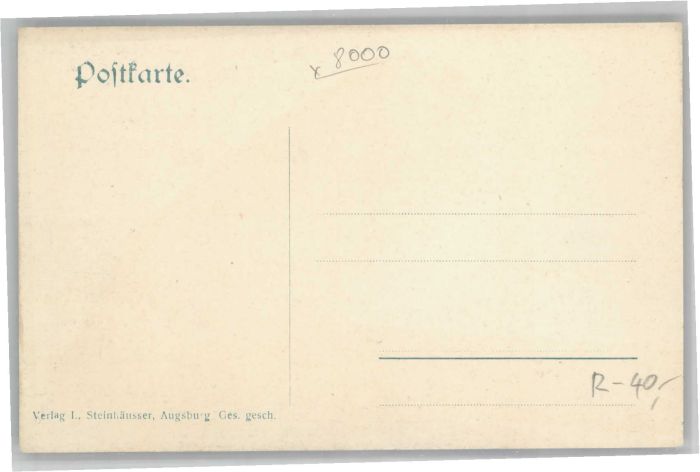 Postkarte.
x 8000
R-40,-
Verlag L. Steinhäusser, Augsburg Ges. gesch.